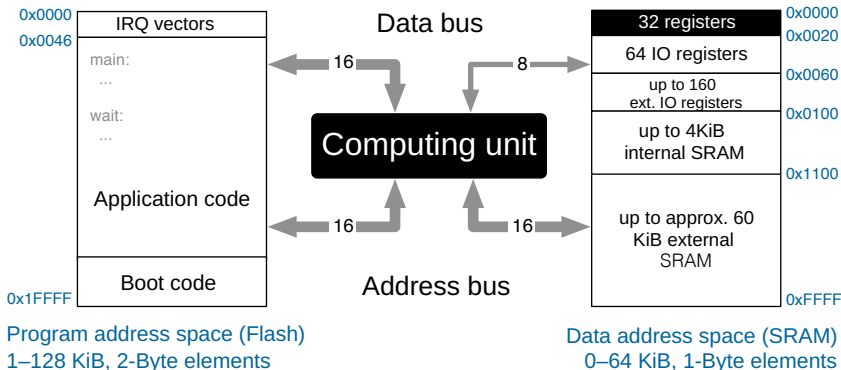 0x0000
IRQ vectors
0x0046
main:
...
wait:
...
Application code
Boot code
0x1FFFF
Program address space (Flash)
1–128 KiB, 2-Byte elements
Data bus
16
8
Computing unit
16
16
Address bus
32 registers
0x0000
0x0020
64 IO registers
0x0060
up to 160
ext. IO registers
0x0100
up to 4KiB
internal SRAM
0x1100
up to approx. 60
KiB external
SRAM
0xFFFF
Data address space (SRAM)
0–64 KiB, 1-Byte elements